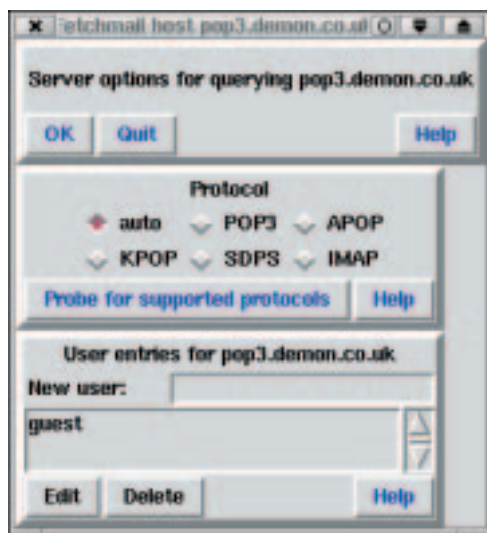 fetchmail host pop3.demon.co.uk
Server options for querying pop3.demon.co.uk
OK Quit Help
Protocol
auto POP3 APOP
KPOP SDPS IMAP
Probe for supported protocols Help
User entries for pop3.demon.co.uk
New user:
guest
Edit Delete Help